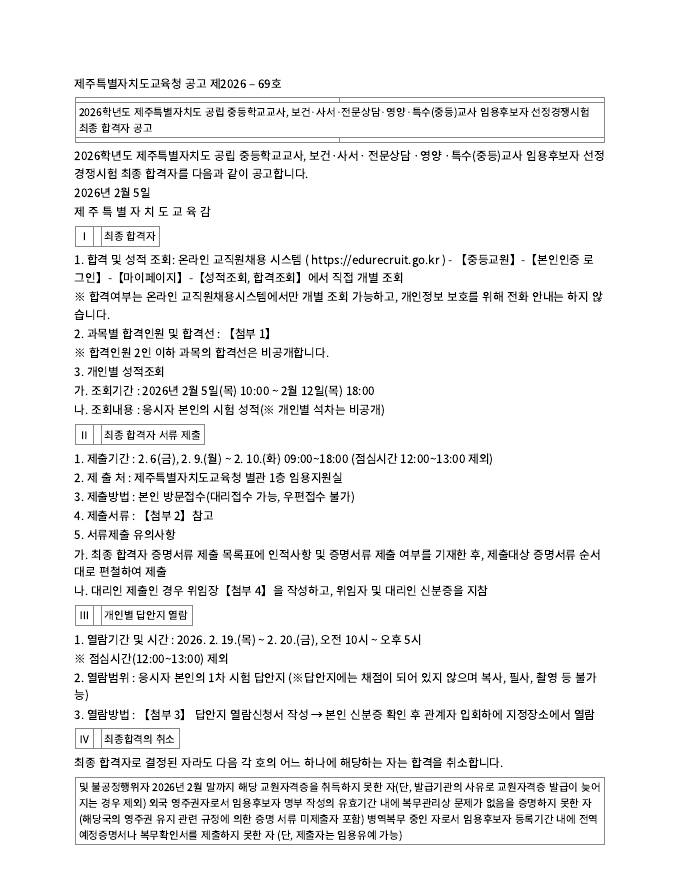 제주특별자치도교육청 공고 제2026 – 69호
2026학년도 제주특별자치도 공립 중등학교교사, 보건·사서·전문상담·영양·특수(중등)교사 임용후보자 선정경쟁시험
최종 합격자 공고
2026학년도 제주특별자치도 공립 중등학교교사, 보건·사서· 전문상담 ·영양 ·특수(중등)교사 임용후보자 선정
경쟁시험 최종 합격자를 다음과 같이 공고합니다.
2026년 2월 5일
제 주 특 별 자 치 도 교 육 감
Ⅰ 최종 합격자
1. 합격 및 성적 조회: 온라인 교직원채용 시스템 ( https://edurecruit.go.kr ) - 【중등교원】-【본인인증 로
그인】-【마이페이지】-【성적조회, 합격조회】에서 직접 개별 조회
※ 합격여부는 온라인 교직원채용시스템에서만 개별 조회 가능하고, 개인정보 보호를 위해 전화 안내는 하지 않
습니다.
2. 과목별 합격인원 및 합격선 : 【첨부 1】
※ 합격인원 2인 이하 과목의 합격선은 비공개합니다.
3. 개인별 성적조회
가. 조회기간 : 2026년 2월 5일(목) 10:00 ~ 2월 12일(목) 18:00
나. 조회내용 : 응시자 본인의 시험 성적(※ 개인별 석차는 비공개)
Ⅱ 최종 합격자 서류 제출
1. 제출기간 : 2. 6(금), 2. 9.(월) ~ 2. 10.(화) 09:00~18:00 (점심시간 12:00~13:00 제외)
2. 제 출 처 : 제주특별자치도교육청 별관 1층 임용지원실
3. 제출방법 : 본인 방문접수(대리접수 가능, 우편접수 불가)
4. 제출서류 : 【첨부 2】참고
5. 서류제출 유의사항
가. 최종 합격자 증명서류 제출 목록표에 인적사항 및 증명서류 제출 여부를 기재한 후, 제출대상 증명서류 순서
대로 편철하여 제출
나. 대리인 제출인 경우 위임장【첨부 4】을 작성하고, 위임자 및 대리인 신분증을 지참
Ⅲ 개인별 답안지 열람
1. 열람기간 및 시간 : 2026. 2. 19.(목) ~ 2. 20.(금), 오전 10시 ~ 오후 5시
※ 점심시간(12:00~13:00) 제외
2. 열람범위 : 응시자 본인의 1차 시험 답안지 (※답안지에는 채점이 되어 있지 않으며 복사, 필사, 촬영 등 불가
능)
3. 열람방법 : 【첨부 3】 답안지 열람신청서 작성 → 본인 신분증 확인 후 관계자 입회하에 지정장소에서 열람
Ⅳ 최종합격의 취소
최종 합격자로 결정된 자라도 다음 각 호의 어느 하나에 해당하는 자는 합격을 취소합니다.
및 불공정행위자 2026년 2월 말까지 해당 교원자격증을 취득하지 못한 자(단, 발급기관의 사유로 교원자격증 발급이 늦어
지는 경우 제외) 외국 영주권자로서 임용후보자 명부 작성의 유효기간 내에 복무관리상 문제가 없음을 증명하지 못한 자
(해당국의 영주권 유지 관련 규정에 의한 증명 서류 미제출자 포함) 병역복무 중인 자로서 임용후보자 등록기간 내에 전역
예정증명서나 복무확인서를 제출하지 못한 자 (단, 제출자는 임용유예 가능)